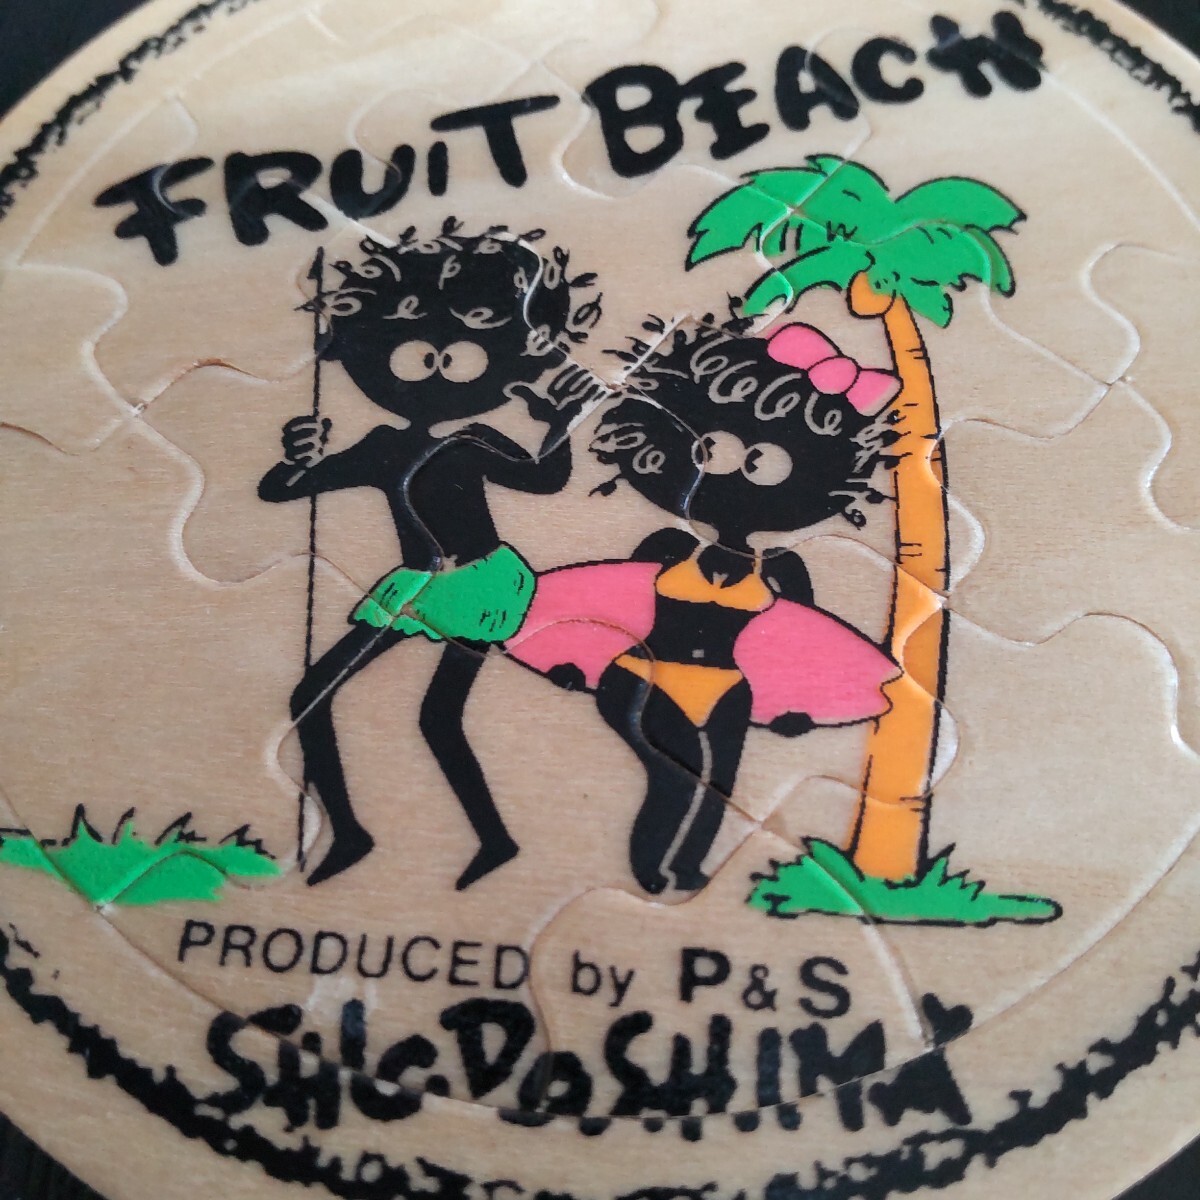 FRUiT BEACH
PRODUCED by P & S
SHODOSHIMA